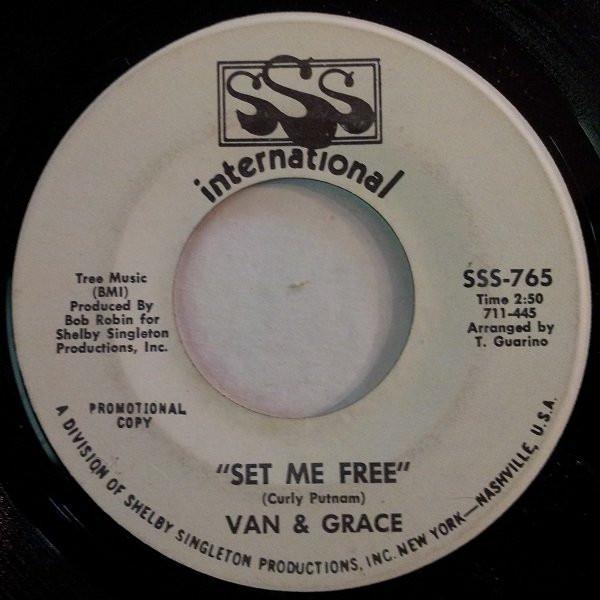 SSS
international
Tree Music
(BMI)
Produced By
Bob Robin for
Shelby Singleton
Productions, Inc.
SSS-765
Time 2:50
711-445
Arranged by
T. Guarino
PROMOTIONAL
COPY
"SET ME FREE"
(Curly Putnam)
VAN & GRACE
A DIVISION OF SHELBY SINGLETON PRODUCTIONS, INC. NEW YORK—NASHVILLE, U.S.A.